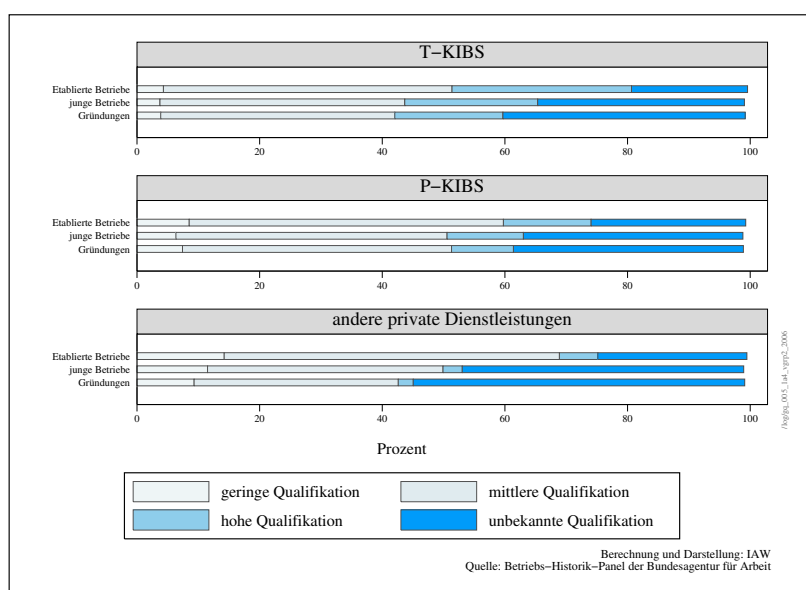 T−KIBS
Etablierte Betriebe
junge Betriebe
Gründungen
0 20 40 60 80 100
P−KIBS
Etablierte Betriebe
junge Betriebe
Gründungen
0 20 40 60 80 100
andere private Dienstleistungen
Etablierte Betriebe
junge Betriebe
Gründungen
0 20 40 60 80 100
Prozent
geringe Qualifikation mittlere Qualifikation
hohe Qualifikation unbekannte Qualifikation
Berechnung und Darstellung: IAW
Quelle: Betriebs−Historik−Panel der Bundesagentur für Arbeit